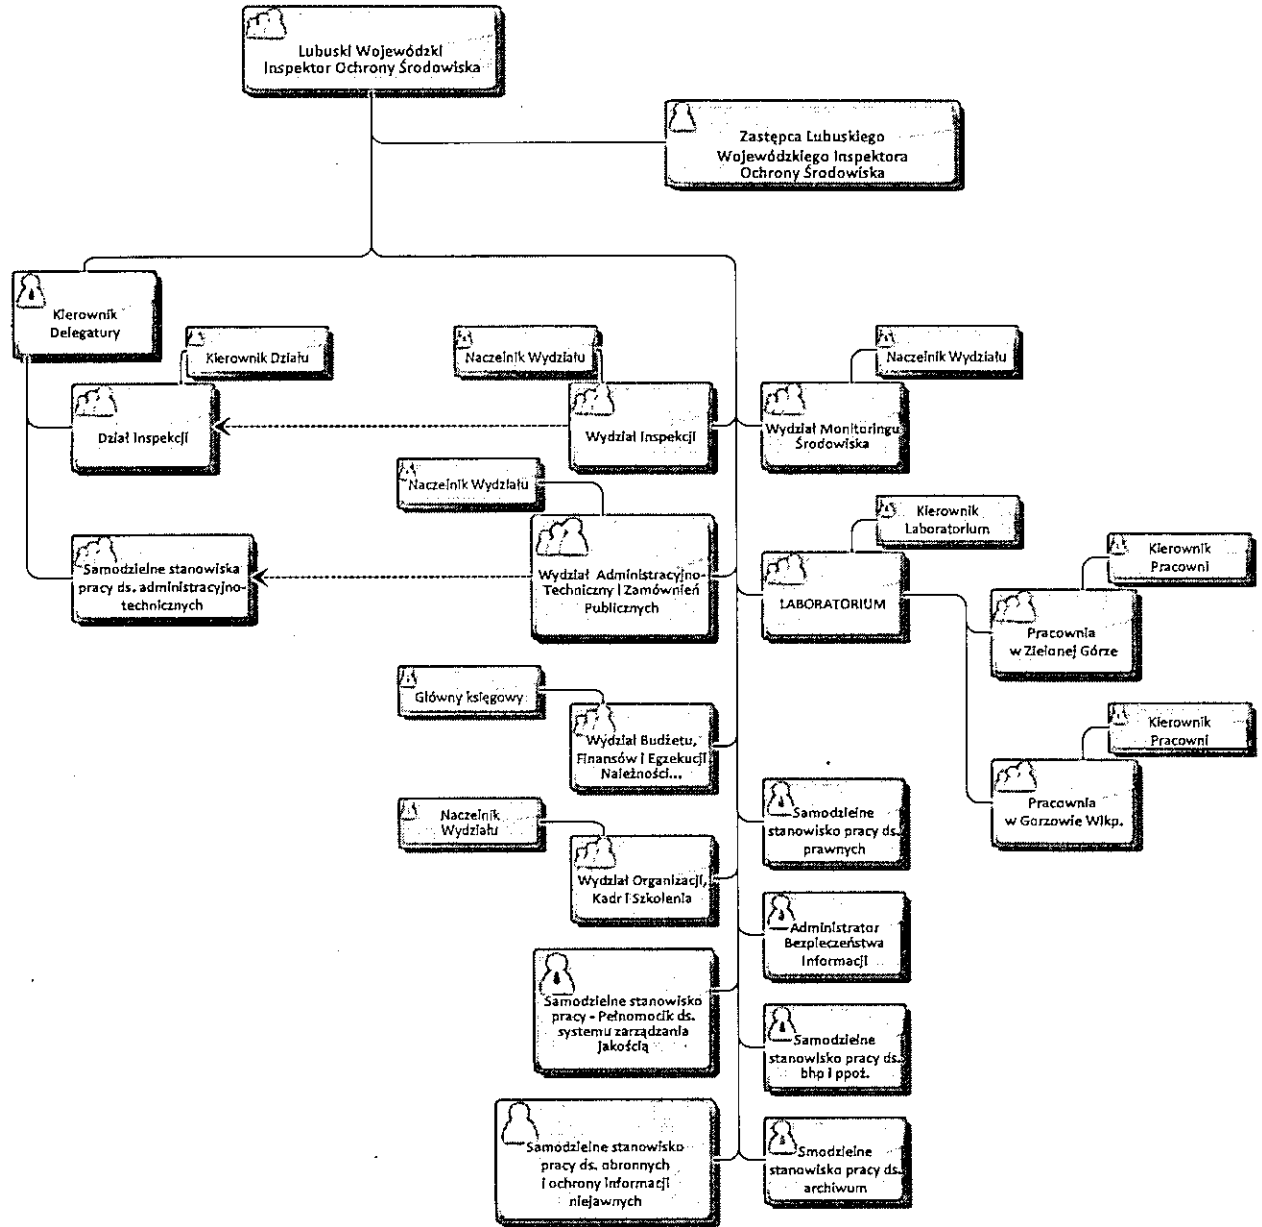 Lubuski Wojewódzki
Inspektor Ochrony Środowiska
Zastępca Lubuskiego
Wojewódzkiego Inspektora
Ochrony Środowiska
Kierownik
Delegatury
Kierownik Działu
Naczelnik Wydziału
Naczelnik Wydziału
Dział Inspekcji
Wydział Inspekcji
Wydział Monitoringu
Środowiska
Naczelnik Wydziału
Kierownik
Laboratorium
Kierownik
Pracowni
Samodzielne stanowiska
pracy ds. administracyjno-
technicznych
Wydział Administracyjno-
Techniczny i Zamównień
Publicznych
LABORATORIUM
Pracownia
w Zielonej Górze
Główny księgowy
Wydział Budżetu,
Finansów i Egzekucji
Należności...
Kierownik
Pracowni
Pracownia
w Gorzowie Wlkp.
Naczelnik
Wydziału
Samodzielne
stanowisko pracy ds.
prawnych
Wydział Organizacji,
Kadr i Szkolenia
Administrator
Bezpieczeństwa
Informacji
Samodzielne stanowisko
pracy - Pełnomocik ds.
systemu zarządzania
jakością
Samodzielne
stanowisko pracy ds.
bhp i ppoż.
Samodzielne stanowisko
pracy ds. obronnych
i ochrony informacji
niejawnych
Smodzielne
stanowisko pracy ds.
archiwum